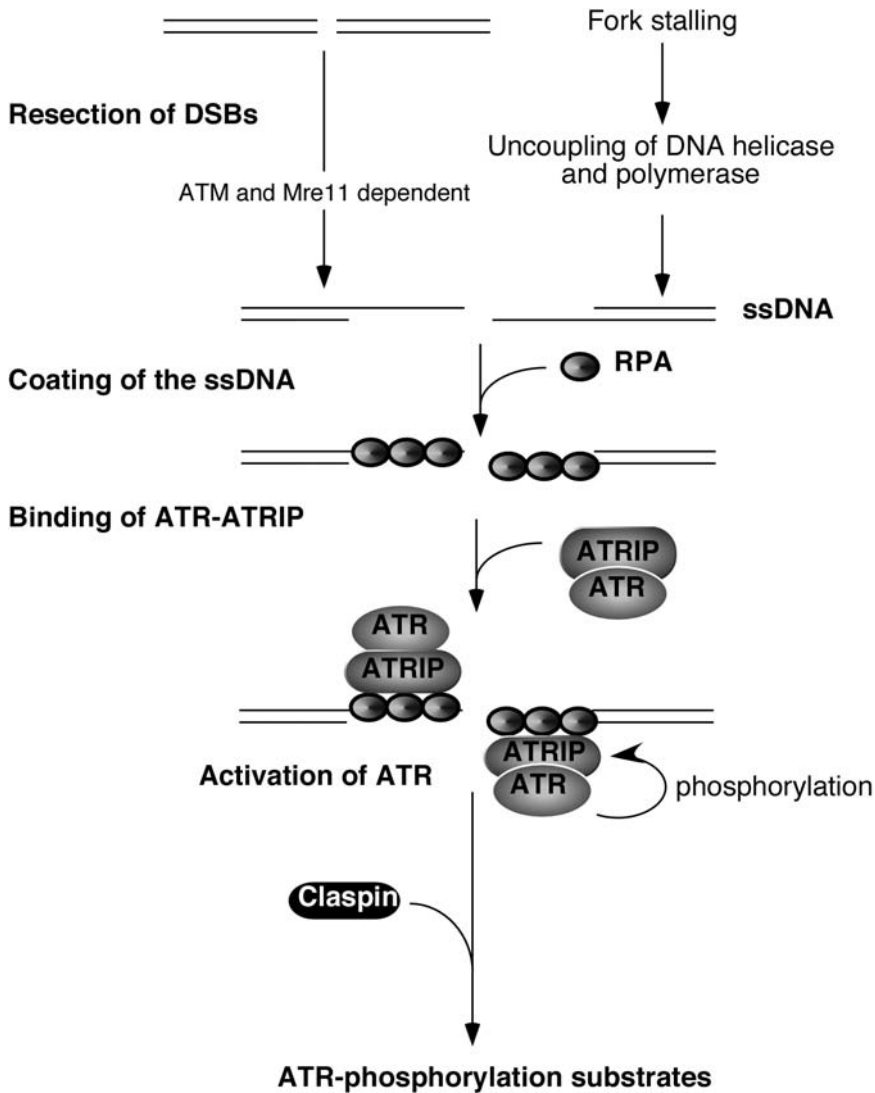 Fork stalling
Resection of DSBs
Uncoupling of DNA helicase
and polymerase
ATM and Mre11 dependent
ssDNA
Coating of the ssDNA
RPA
Binding of ATR-ATRIP
ATRIP
ATR
ATR
ATRIP
ATRIP
ATR
Activation of ATR
phosphorylation
Claspin
ATR-phosphorylation substrates